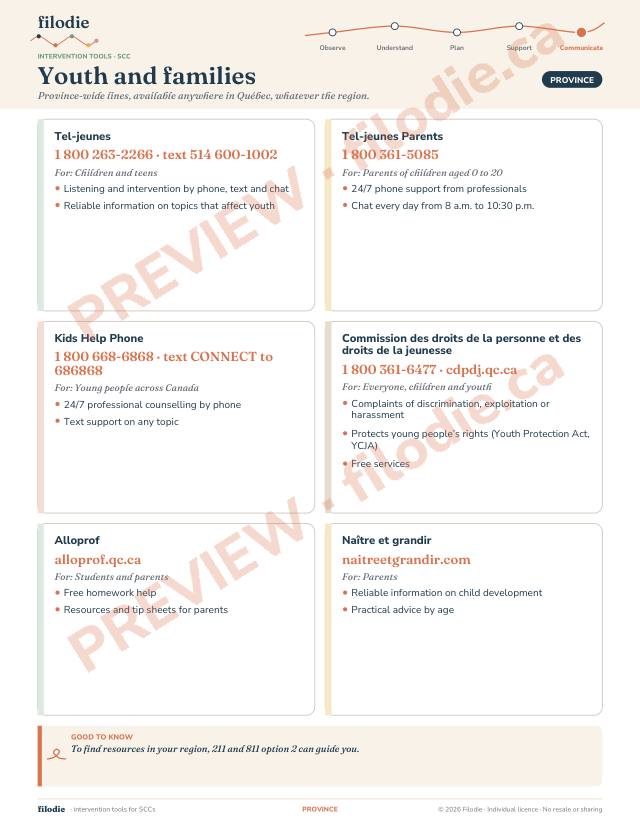 filodie
INTERVENTION TOOLS · SCC
Observe Understand Plan Support Communicate
Youth and families
Province-wide lines, available anywhere in Québec, whatever the region.
PROVINCE
Tel-jeunes
1 800 263-2266 · text 514 600-1002
For: Children and teens
Listening and intervention by phone, text and chat
Reliable information on topics that affect youth
Tel-jeunes Parents
1 800 361-5085
For: Parents of children aged 0 to 20
24/7 phone support from professionals
Chat every day from 8 a.m. to 10:30 p.m.
Kids Help Phone
1 800 668-6868 · text CONNECT to
686868
For: Young people across Canada
24/7 professional counselling by phone
Text support on any topic
Commission des droits de la personne et des
droits de la jeunesse
1 800 361-6477 · cdpdj.qc.ca
For: Everyone, children and youth
Complaints of discrimination, exploitation or
harassment
Protects young people's rights (Youth Protection Act,
YCJA)
Free services
Alloprof
alloprof.qc.ca
For: Students and parents
Free homework help
Resources and tip sheets for parents
Naître et grandir
naitreetgrandir.com
For: Parents
Reliable information on child development
Practical advice by age
GOOD TO KNOW
To find resources in your region, 211 and 811 option 2 can guide you.
filodie · intervention tools for SCCs
PROVINCE
© 2026 Filodie · Individual licence · No resale or sharing
PREVIEW · filodie.ca
PREVIEW · filodie.ca